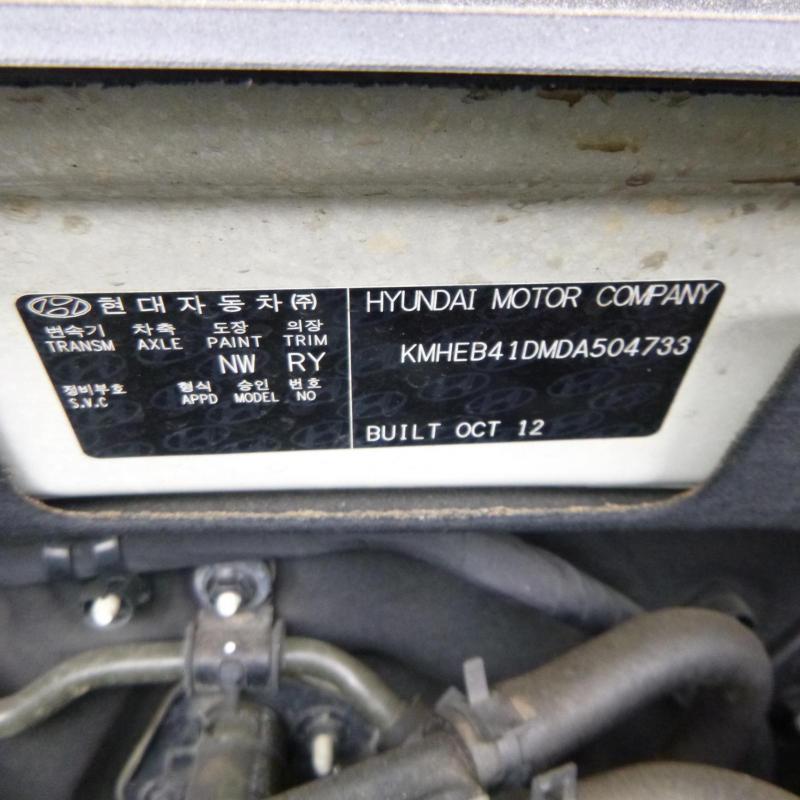 현대자동차㈜
변속기 차축 도장 의장
TRANSM AXLE PAINT TRIM
NW RY
정비부호 형식 승인 번호
S.V.C APPD MODEL NO
HYUNDAI MOTOR COMPANY
KMHEB41DMDA504733
BUILT OCT 12